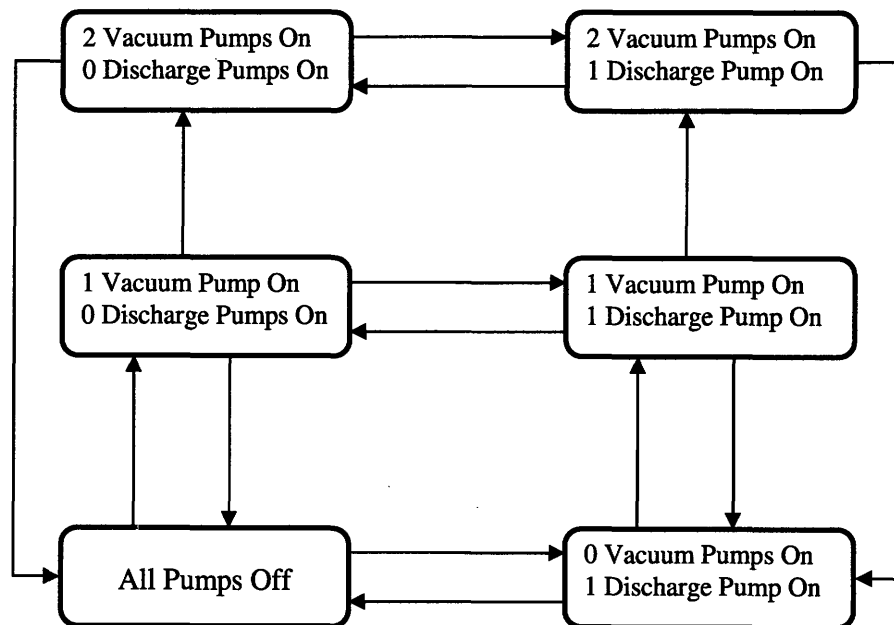 2 Vacuum Pumps On
0 Discharge Pumps On
2 Vacuum Pumps On
1 Discharge Pump On
1 Vacuum Pump On
0 Discharge Pumps On
1 Vacuum Pump On
1 Discharge Pump On
All Pumps Off
0 Vacuum Pumps On
1 Discharge Pump On